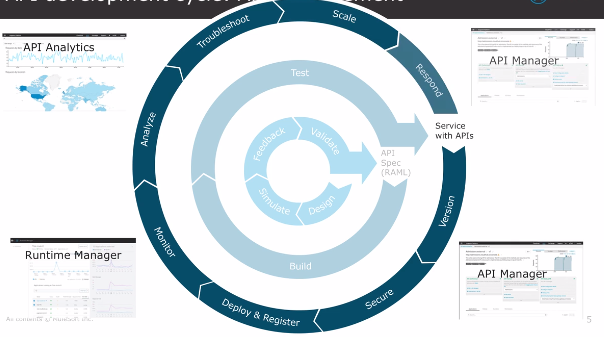 API Analytics
API Manager
Troubleshoot
Scale
Respond
Test
Analyze
Feedback
Validate
Service
with APIs
API
Spec
(RAML)
Simulate
Design
Version
Monitor
Build
Runtime Manager
API Manager
Secure
Deploy & Register
5